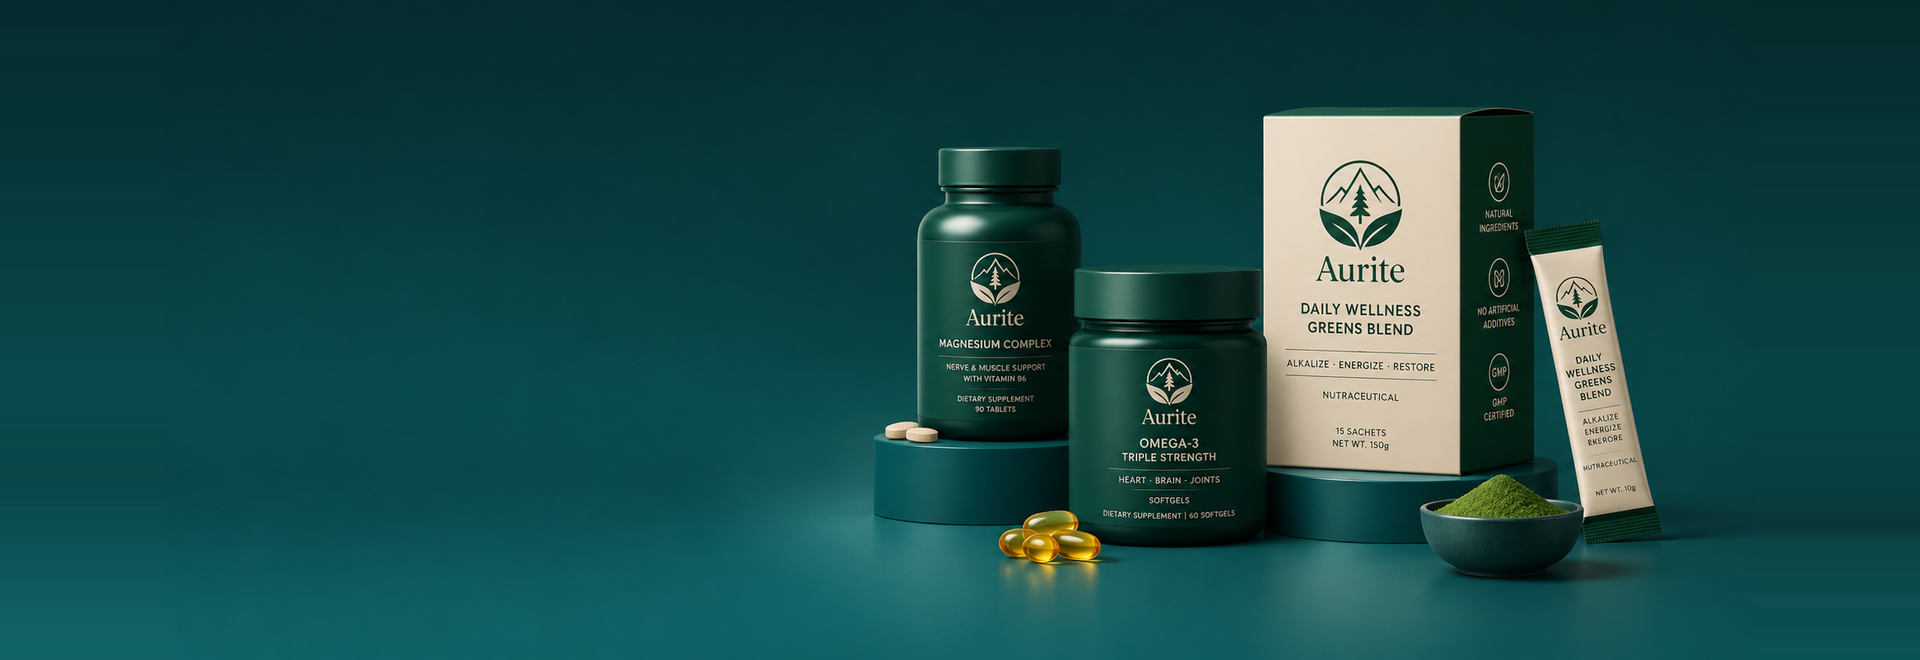 Aurite
MAGNESIUM COMPLEX
NERVE & MUSCLE SUPPORT
WITH VITAMIN B6
DIETARY SUPPLEMENT
90 TABLETS
Aurite
OMEGA-3
TRIPLE STRENGTH
HEART · BRAIN · JOINTS
SOFTGELS
DIETARY SUPPLEMENT | 60 SOFTGELS
Aurite
DAILY WELLNESS
GREENS BLEND
ALKALIZE · ENERGIZE · RESTORE
NUTRACEUTICAL
15 SACHETS
NET WT. 150g
NATURAL
INGREDIENTS
NO ARTIFICIAL
ADDITIVES
GMP
GMP
CERTIFIED
Aurite
DAILY
WELLNESS
GREENS
BLEND
ALKALIZE
ENERGIZE
NUTRACEUTICAL
NET WT. 10g